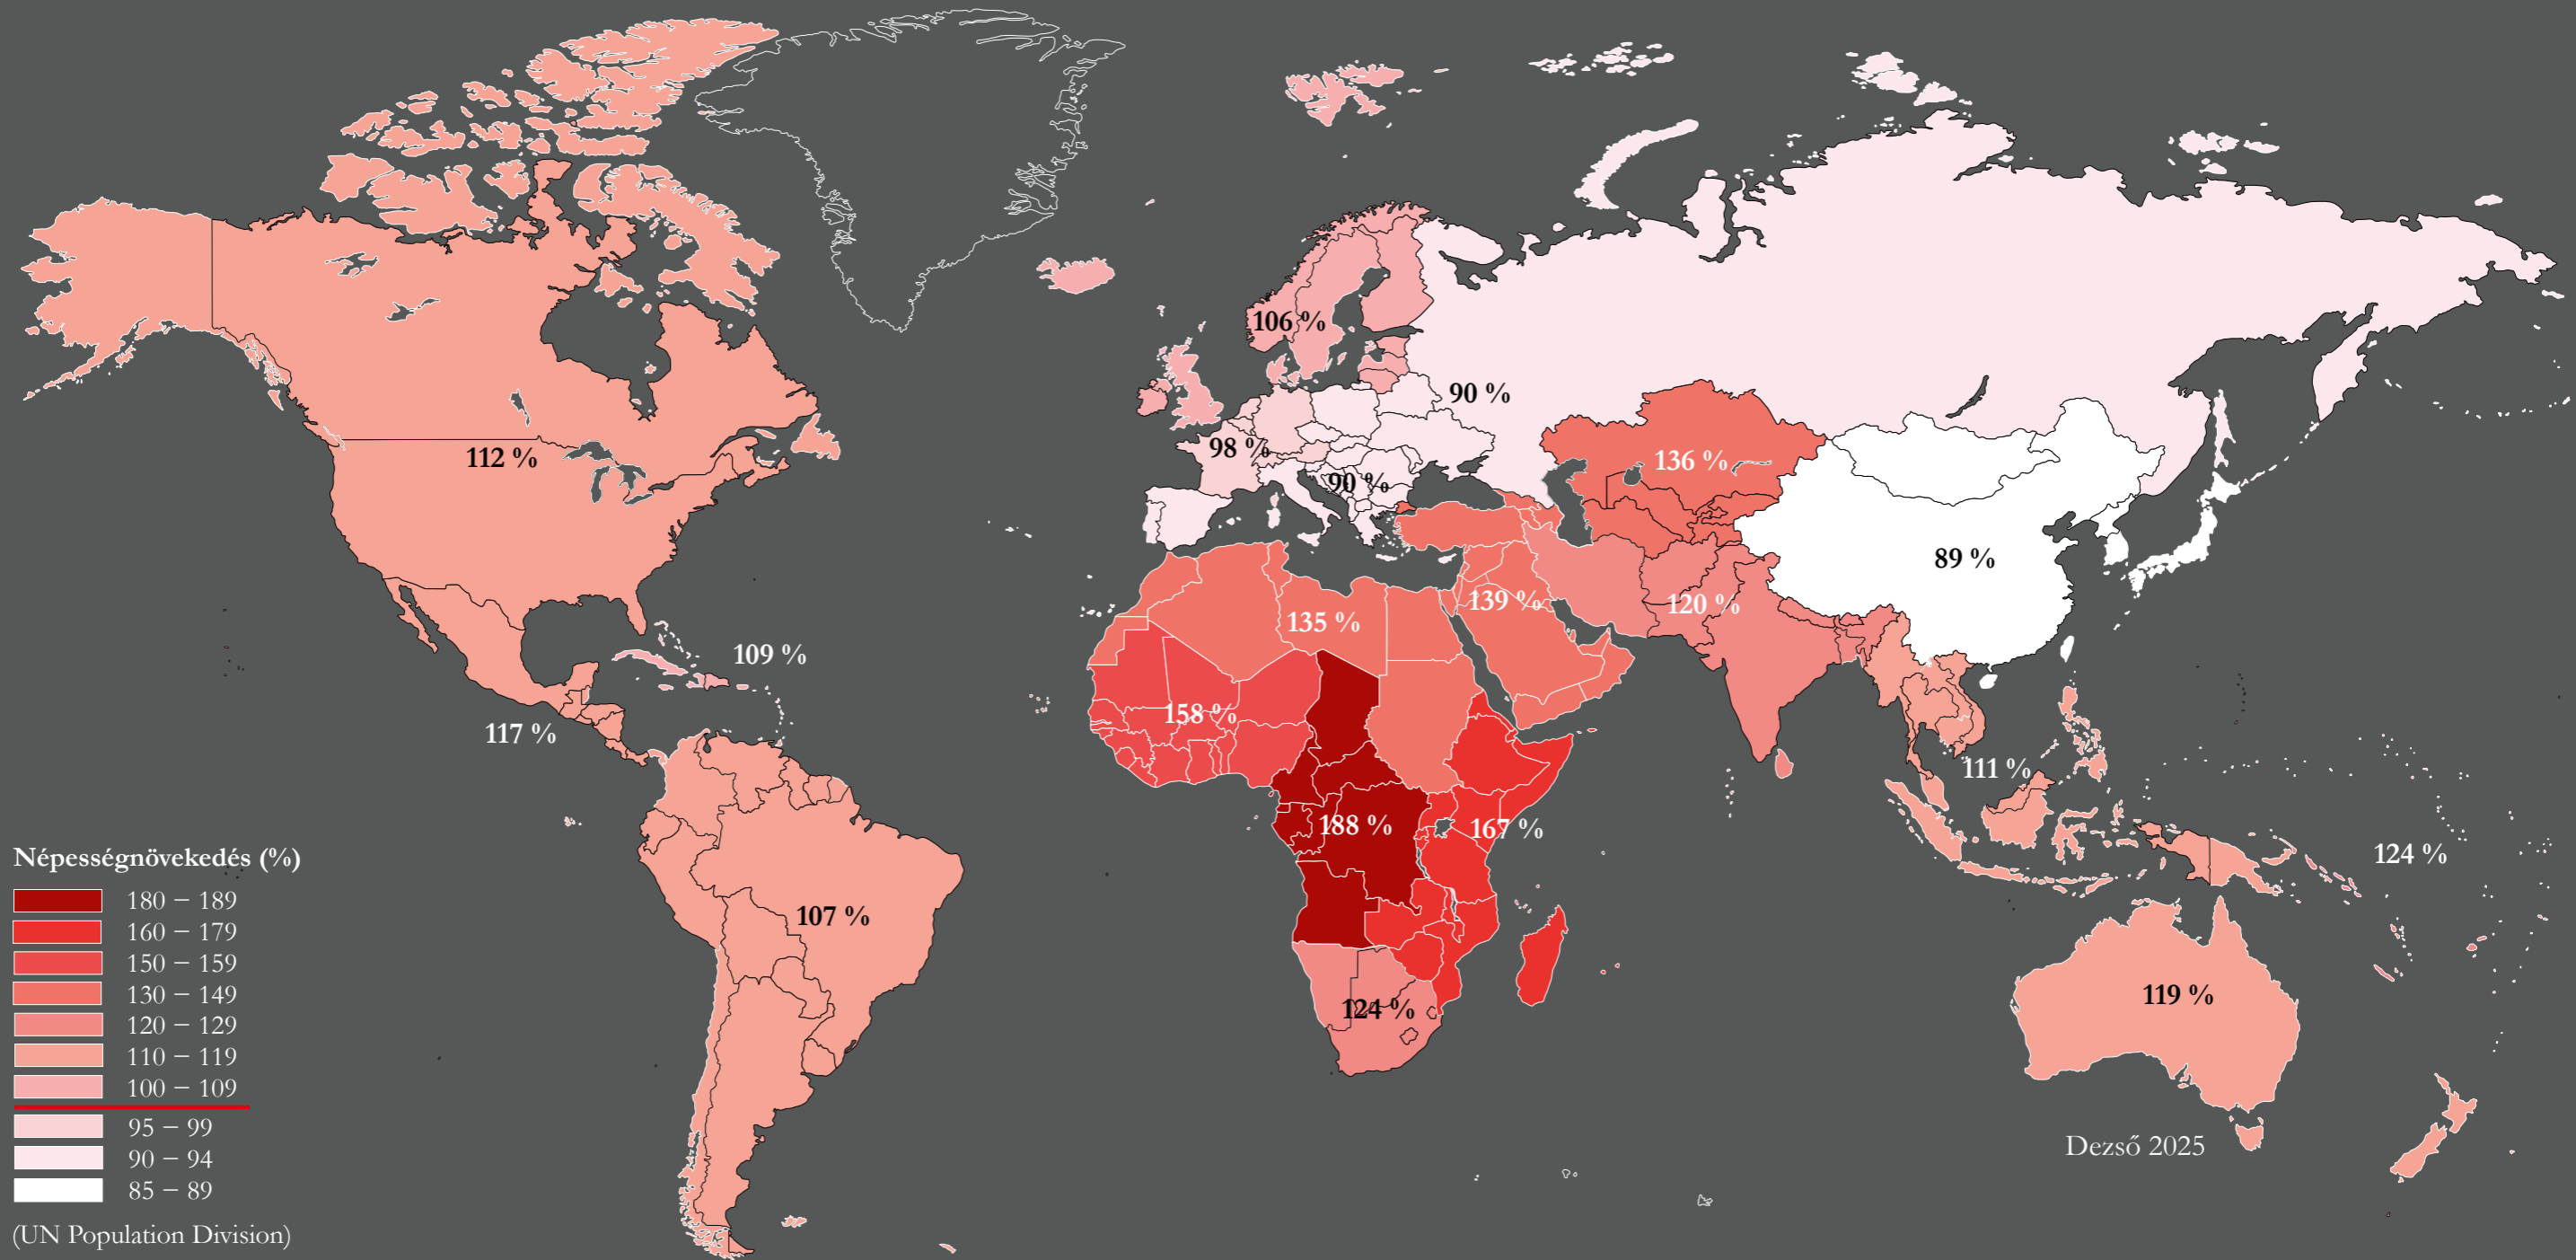 106 %
90 %
98 %
112 %
136 %
90 %
89 %
139 %
120 %
135 %
109 %
158 %
117 %
111 %
188 %
167 %
124 %
107 %
119 %
124 %
Népességnövekedés (%)
180 – 189
160 – 179
150 – 159
130 – 149
120 – 129
110 – 119
100 – 109
95 – 99
90 – 94
85 – 89
(UN Population Division)
Dezső 2025